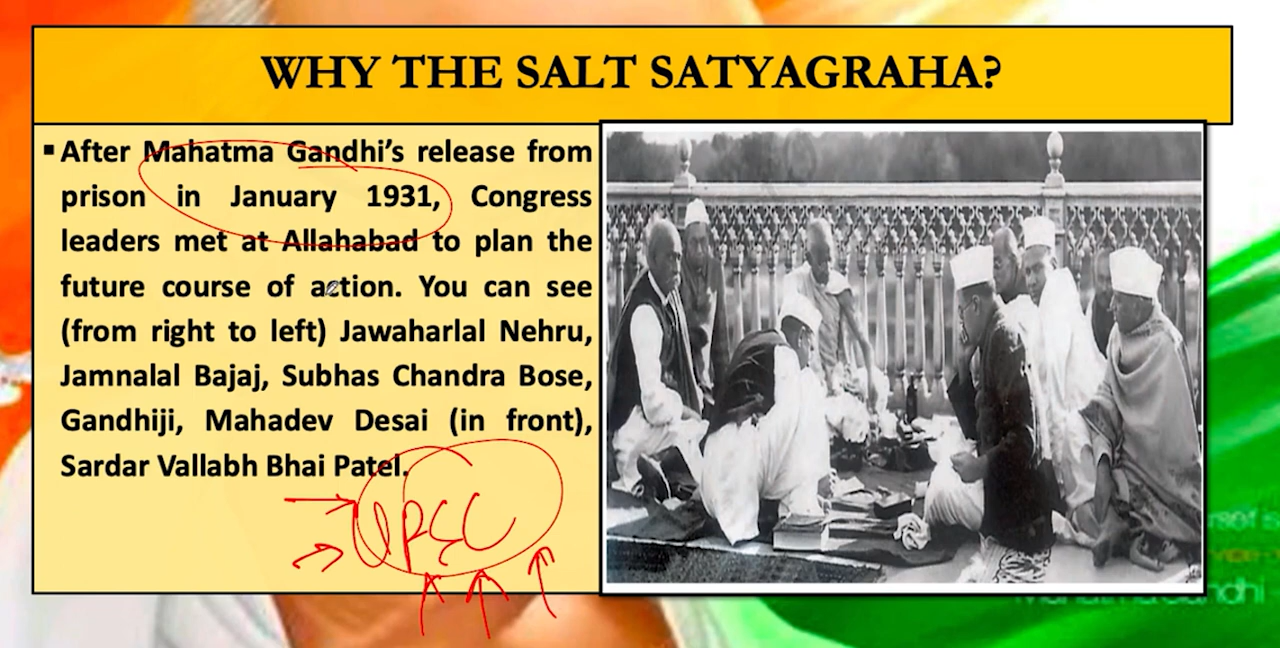 WHY THE SALT SATYAGRAHA?
▪ After Mahatma Gandhi's release from
prison in January 1931, Congress
leaders met at Allahabad to plan the
future course of action. You can see
(from right to left) Jawaharlal Nehru,
Jamnalal Bajaj, Subhas Chandra Bose,
Gandhiji, Mahadev Desai (in front),
Sardar Vallabh Bhai Patel.